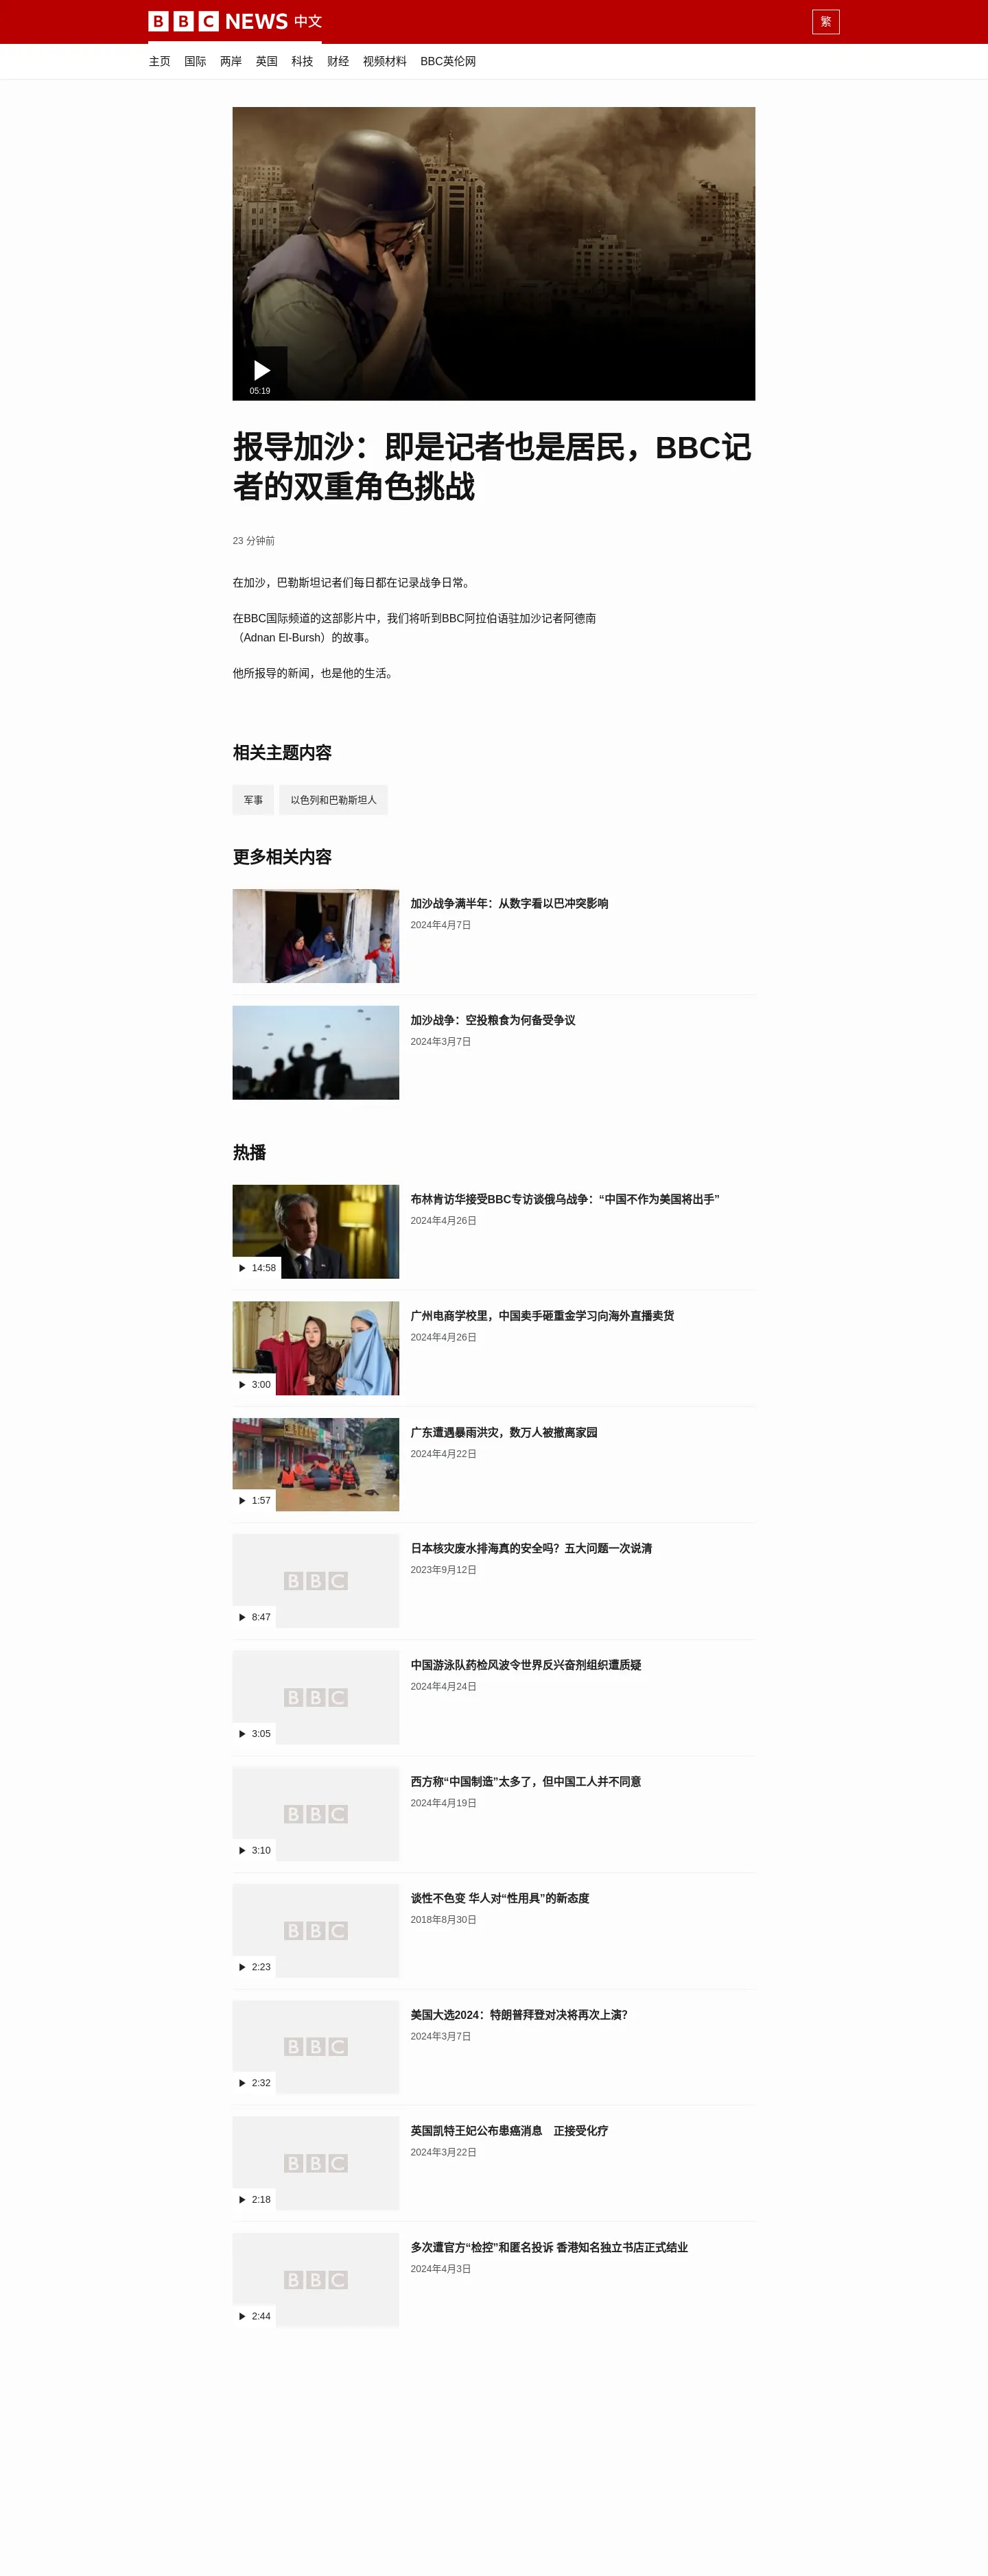 BBC NEWS 中文
繁
主页 国际 两岸 英国 科技 财经 视频材料 BBC英伦网
05:19
报导加沙：即是记者也是居民，BBC记
者的双重角色挑战
23 分钟前
在加沙，巴勒斯坦记者们每日都在记录战争日常。
在BBC国际频道的这部影片中，我们将听到BBC阿拉伯语驻加沙记者阿德南
（Adnan El-Bursh）的故事。
他所报导的新闻，也是他的生活。
相关主题内容
军事 以色列和巴勒斯坦人
更多相关内容
加沙战争满半年：从数字看以巴冲突影响
2024年4月7日
加沙战争：空投粮食为何备受争议
2024年3月7日
热播
布林肯访华接受BBC专访谈俄乌战争：“中国不作为美国将出手”
2024年4月26日
14:58
广州电商学校里，中国卖手砸重金学习向海外直播卖货
2024年4月26日
3:00
广东遭遇暴雨洪灾，数万人被撤离家园
2024年4月22日
1:57
日本核灾废水排海真的安全吗？五大问题一次说清
2023年9月12日
BBC
8:47
中国游泳队药检风波令世界反兴奋剂组织遭质疑
2024年4月24日
BBC
3:05
西方称“中国制造”太多了，但中国工人并不同意
2024年4月19日
BBC
3:10
谈性不色变 华人对“性用具”的新态度
2018年8月30日
BBC
2:23
美国大选2024：特朗普拜登对决将再次上演？
2024年3月7日
BBC
2:32
英国凯特王妃公布患癌消息　正接受化疗
2024年3月22日
BBC
2:18
多次遭官方“检控”和匿名投诉 香港知名独立书店正式结业
2024年4月3日
BBC
2:44